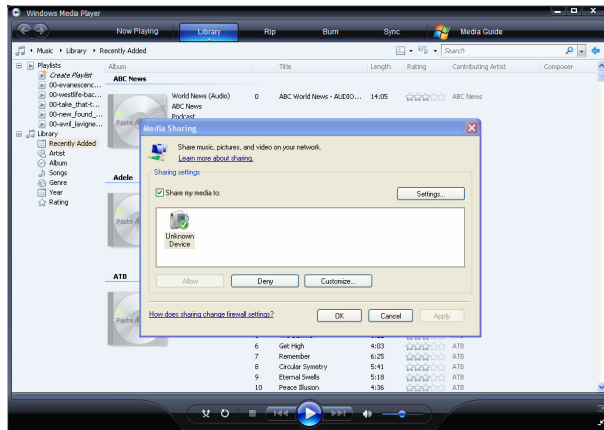 Windows Media Player
Now Playing Library Rip Burn Sync Media Guide
Music Library Recently Added Search
Playlists Album Title Length Rating Contributing Artist Composer
Create Playlist ABC News
00-evanescenc...
00-westlife-bac... World News (Audio) 0 ABC World News - AUDIO... 14:05 ABC News
00-take_that-t... ABC News
00-new_found_... Podcast
00-avril_lavigne... Paste A
Library
Recently Added
Artist
Album
Songs
Genre
Year
Rating
Adele
Paste A
ATB
Paste A
Media Sharing
Share music, pictures, and video on your network.
Learn more about sharing.
Sharing settings
Share my media to: Settings...
Unknown
Device
Allow Deny Customize...
How does sharing change firewall settings? OK Cancel Apply
6 Get High 4:03 ATB
7 Remember 6:25 ATB
8 Circular Symetry 5:41 ATB
9 Eternal Swells 5:18 ATB
10 Peace Illusion 4:36 ATB